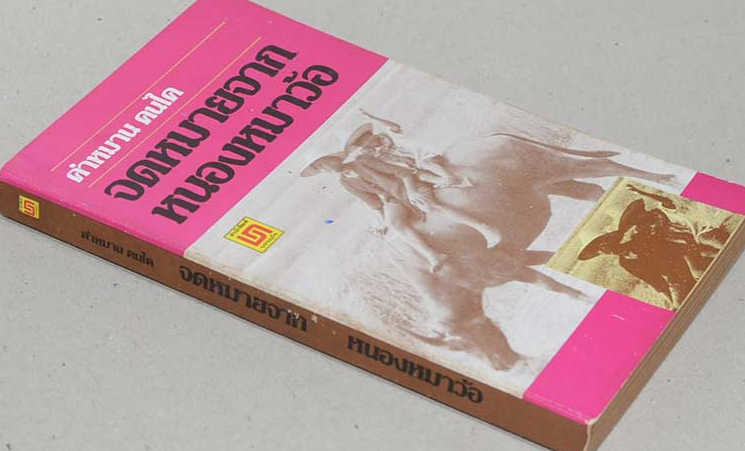 คำหมาน คนไค
จดหมายจาก
หนองหมาว้อ
คำหมาน คนไค
จดหมายจาก
หนองหมาว้อ